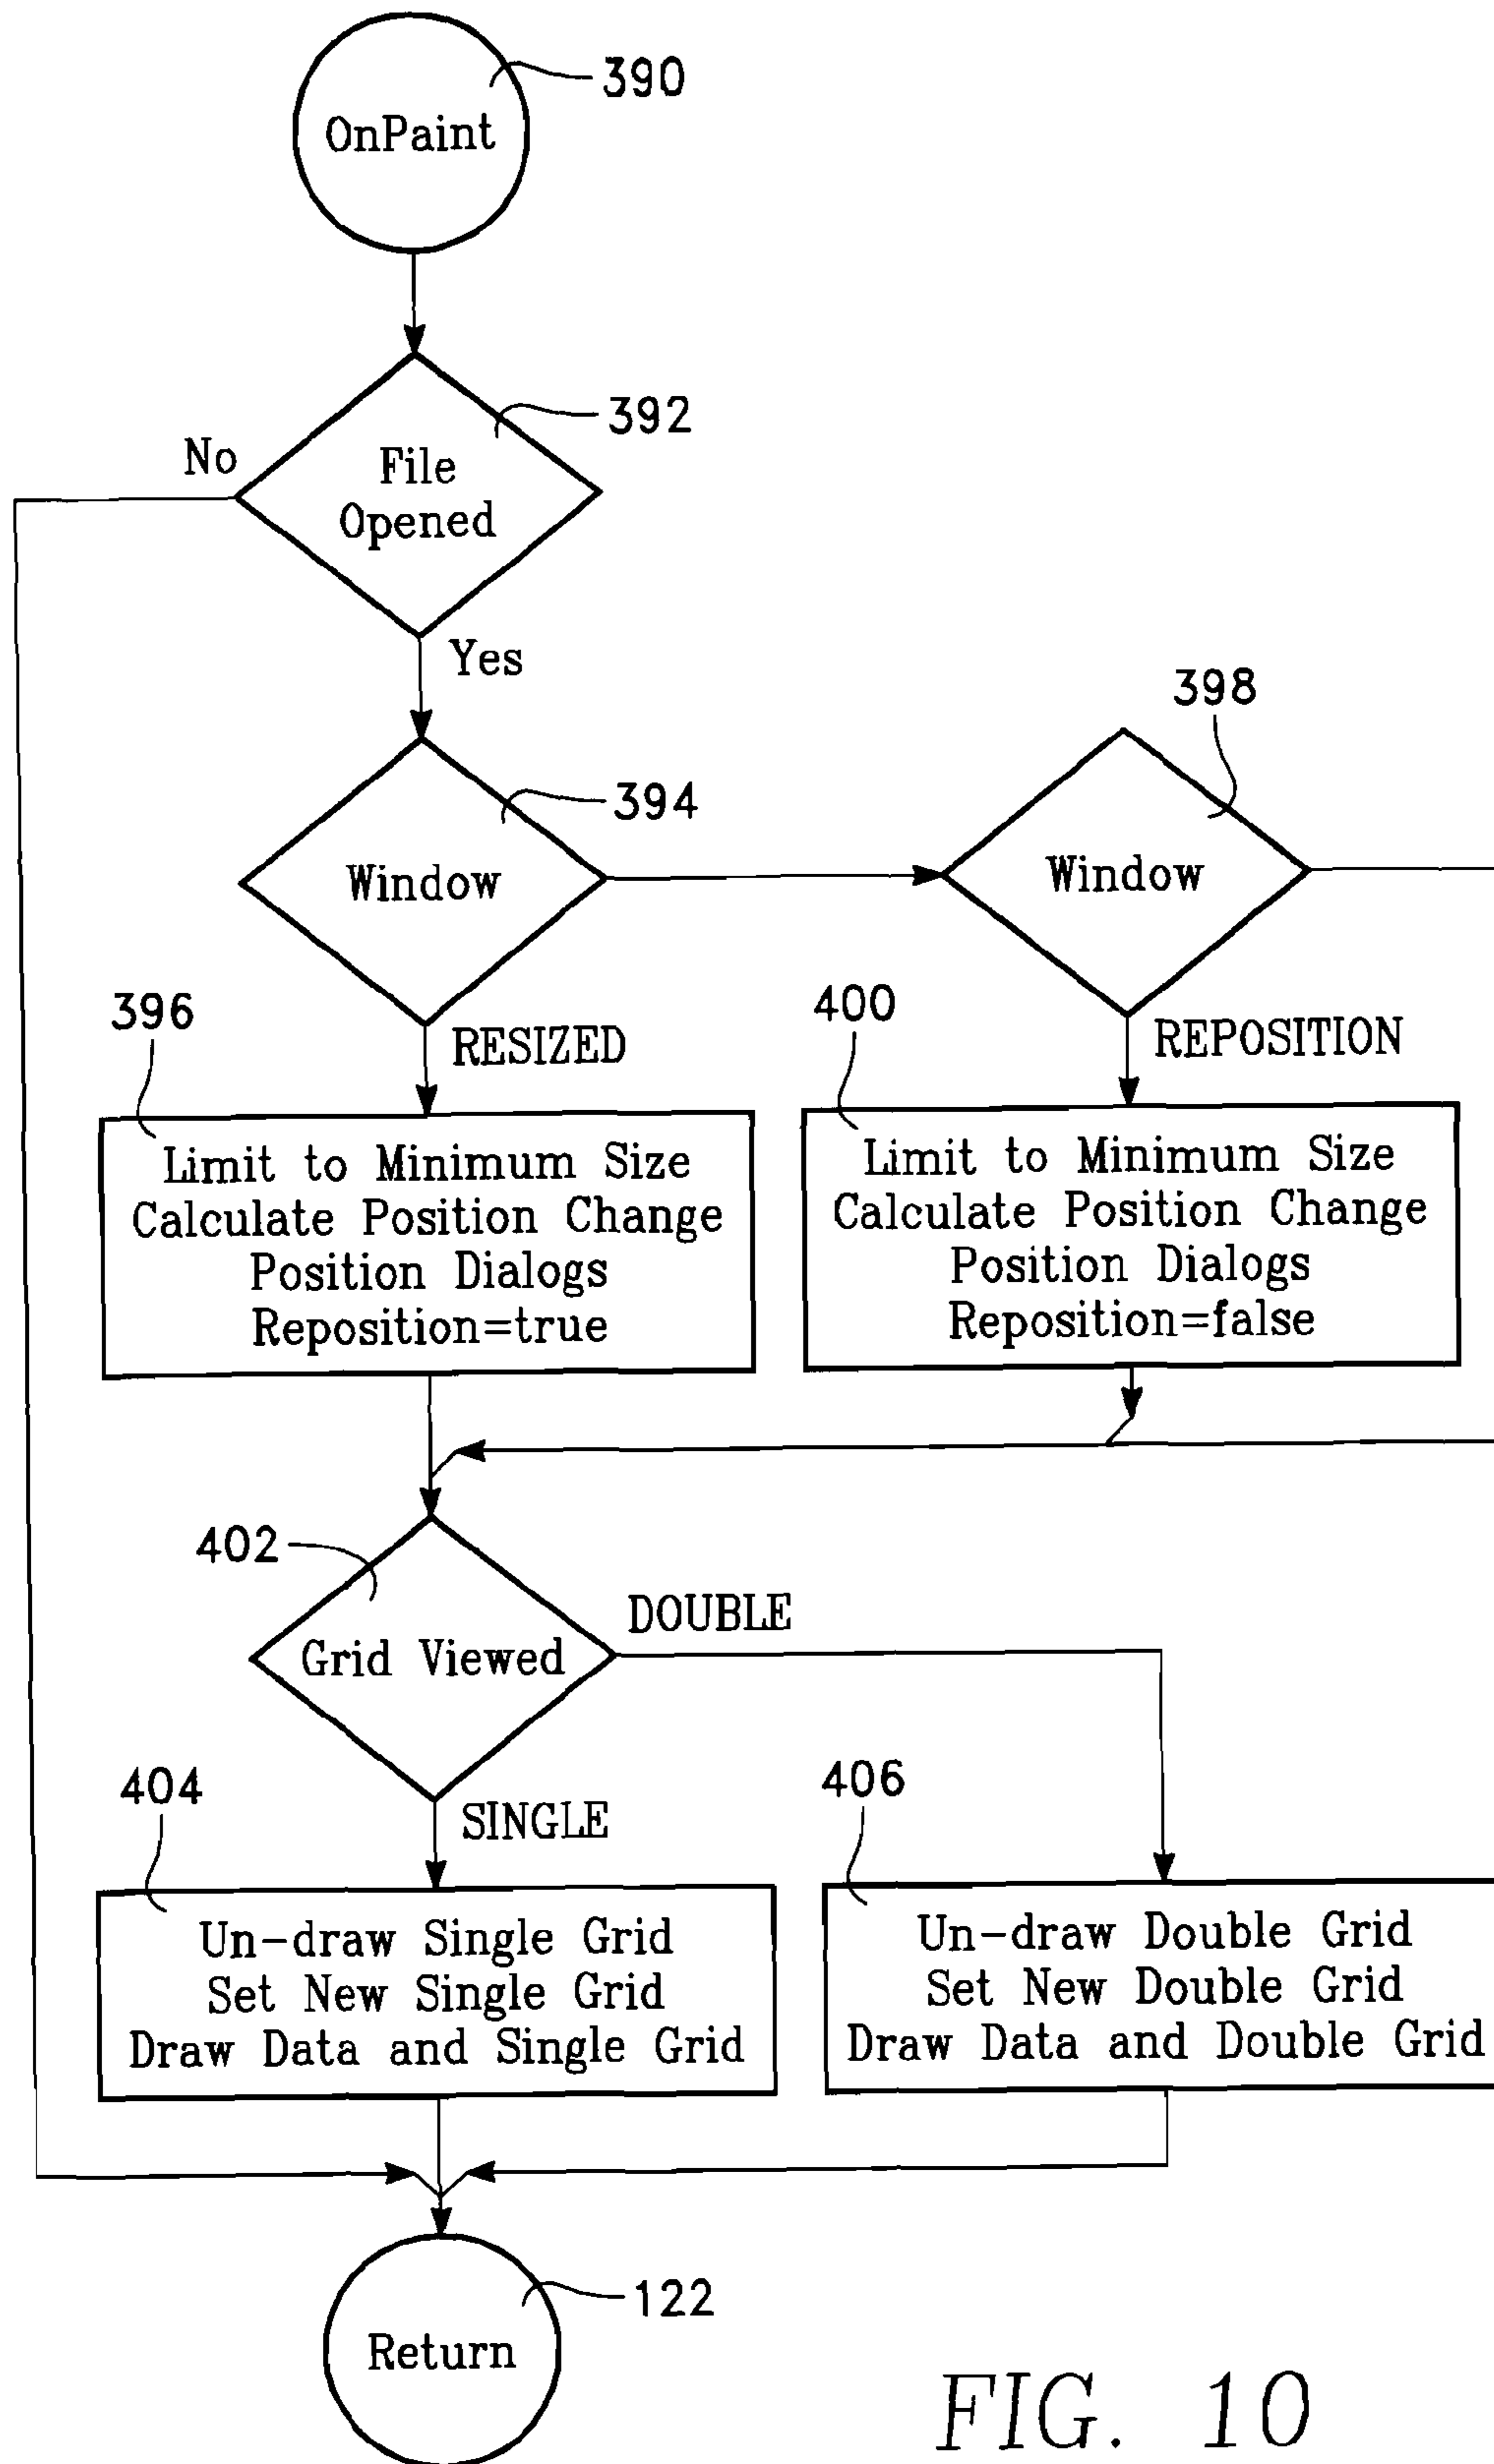 390
OnPaint
392
No
File
Opened
Yes
398
394
Window
Window
396
RESIZED
400
REPOSITION
Limit to Minimum Size
Calculate Position Change
Position Dialogs
Reposition=true
Limit to Minimum Size
Calculate Position Change
Position Dialogs
Reposition=false
402
DOUBLE
Grid Viewed
404
SINGLE
406
Un-draw Single Grid
Set New Single Grid
Draw Data and Single Grid
Un-draw Double Grid
Set New Double Grid
Draw Data and Double Grid
122
Return
FIG. 10